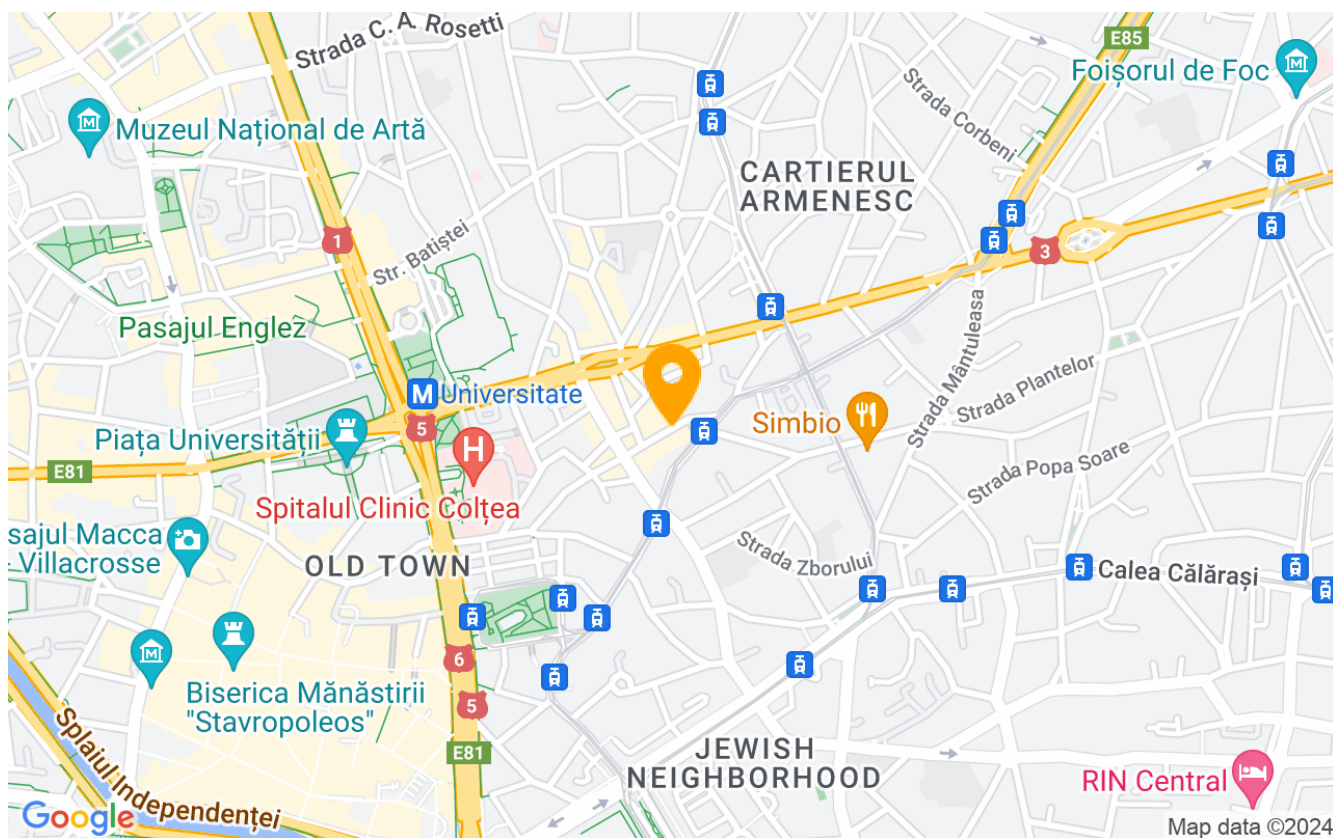 Strada C. A. Rosetti
E85
Foișorul de Foc
M
Muzeul Național de Artă
Strada Corbeni
CARTIERUL
ARMENESC
1
3
Str. Batiștei
Pasajul Englez
Strada Mântuleasa
Strada Plantelor
M Universitate
5
Simbio
Piața Universității
H
E81
Spitalul Clinic Colțea
Strada Popa Soare
sajul Macca
- Villacrosse
OLD TOWN
Strada Zborului
Calea Călărași
6
M
Biserica Mănăstirii
"Stavropoleos"
5
E81
JEWISH
NEIGHBORHOOD
Splaiul Independenței
RIN Central
Google
Map data ©2024